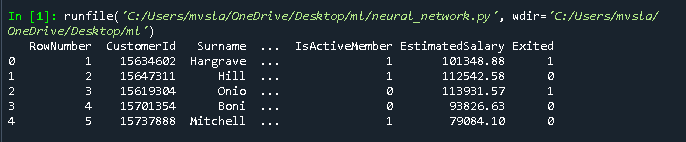 In [1]: runfile('C:/Users/mvsla/OneDrive/Desktop/ml/neural_network.py', wdir='C:/Users/mvsla/
OneDrive/Desktop/ml')
RowNumber CustomerId Surname ... IsActiveMember EstimatedSalary Exited
0 1 15634602 Hargrave ... 1 101348.88 1
1 2 15647311 Hill ... 1 112542.58 0
2 3 15619304 Onio ... 0 113931.57 1
3 4 15701354 Boni ... 0 93826.63 0
4 5 15737888 Mitchell ... 1 79084.10 0